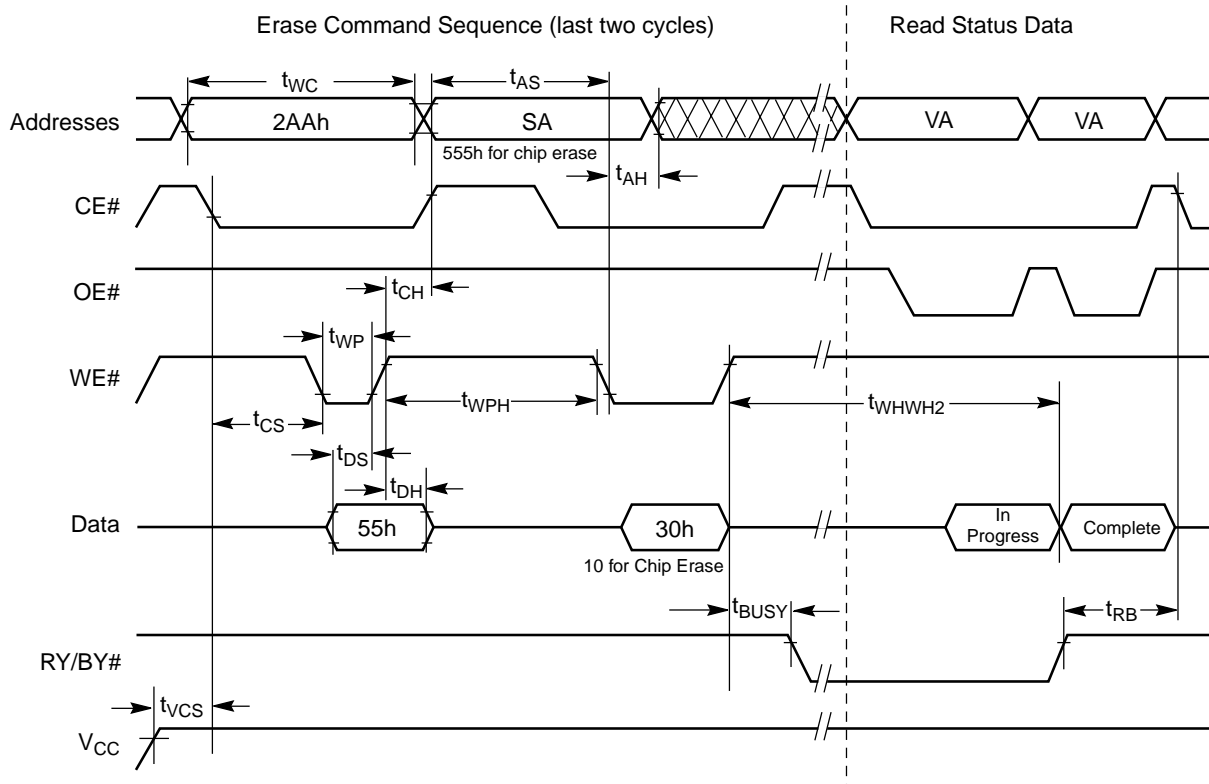 Erase Command Sequence (last two cycles)
Read Status Data
tWC
tAS
Addresses
2AAh
SA
VA
VA
555h for chip erase
tAH
CE#
OE#
tCH
tWP
WE#
tWPH
tWHWH2
tCS
tDS
tDH
Data
55h
30h
In
Progress
Complete
10 for Chip Erase
tBUSY
tRB
RY/BY#
tVCS
VCC